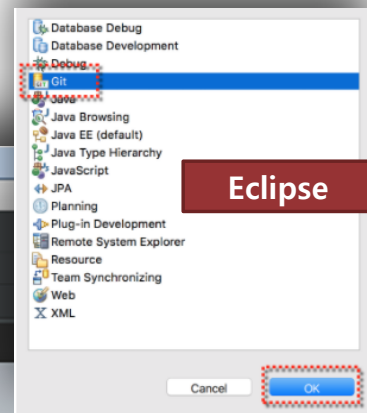 Database Debug
Database Development
Debug
Git
Java
Java Browsing
Java EE (default)
Java Type Hierarchy
JavaScript
JPA
Planning
Plug-in Development
Remote System Explorer
Resource
Team Synchronizing
Web
XML
Eclipse
Cancel
OK